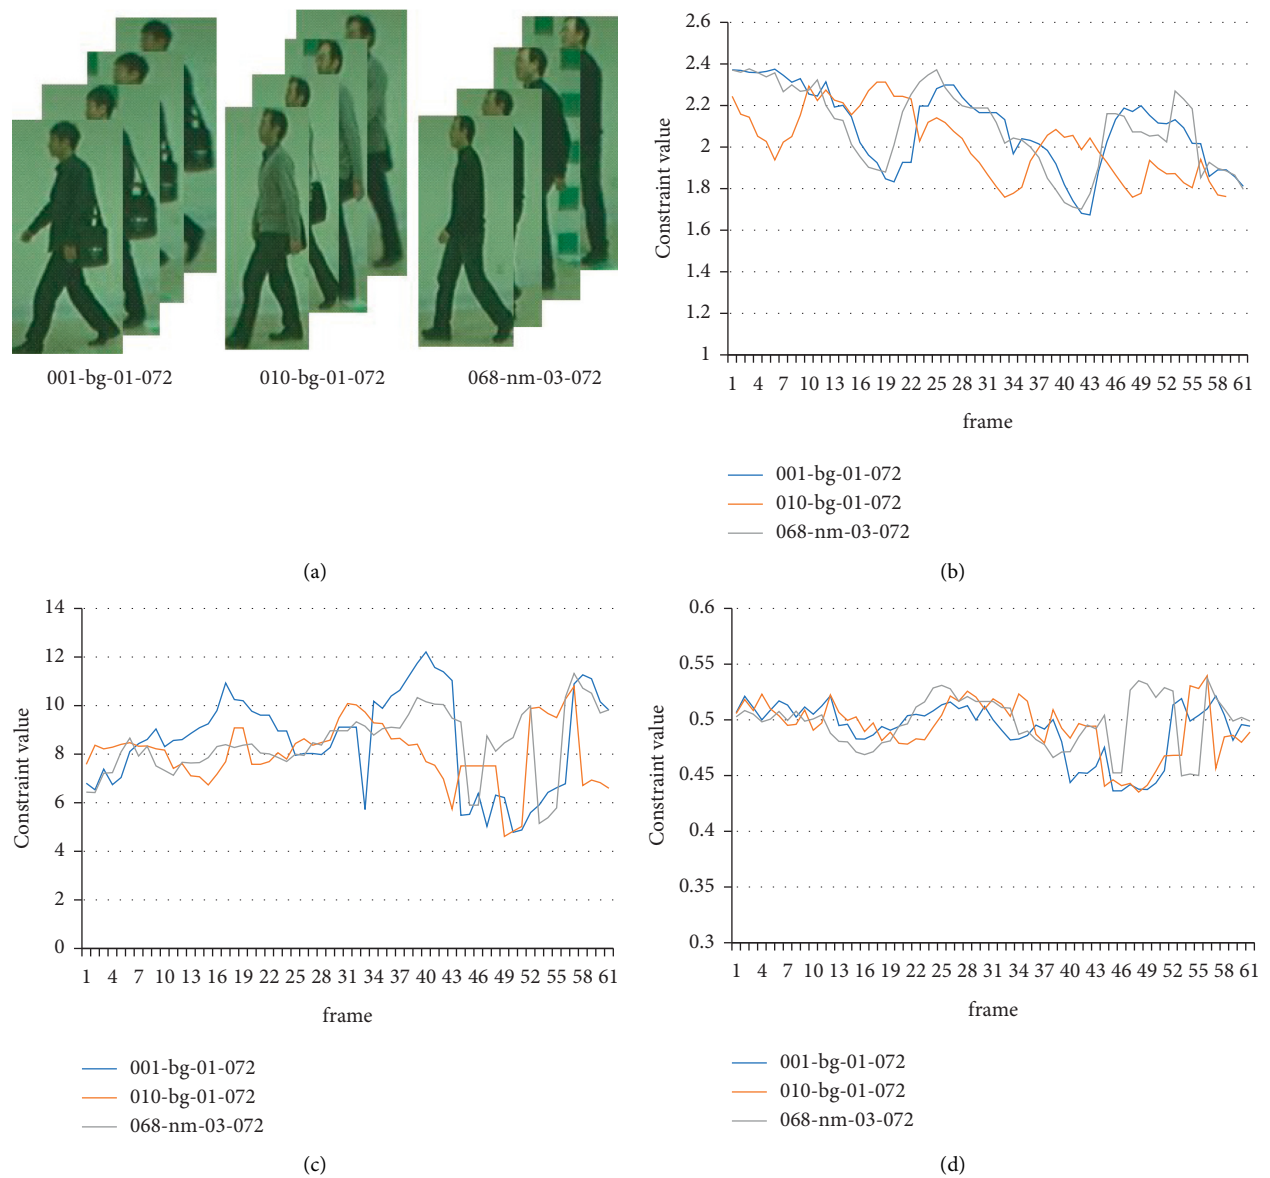 001-bg-01-072 010-bg-01-072 068-nm-03-072
(a)
2.6
2.4
2.2
2
1.8
1.6
1.4
1.2
1
Constraint value
1 4 7 10 13 16 19 22 25 28 31 34 37 40 43 46 49 52 55 58 61
frame
001-bg-01-072
010-bg-01-072
068-nm-03-072
(b)
14
12
10
8
6
4
2
0
Constraint value
1 4 7 10 13 16 19 22 25 28 31 34 37 40 43 46 49 52 55 58 61
frame
001-bg-01-072
010-bg-01-072
068-nm-03-072
(c)
0.6
0.55
0.5
0.45
0.4
0.35
0.3
Constraint value
1 4 7 10 13 16 19 22 25 28 31 34 37 40 43 46 49 52 55 58 61
frame
001-bg-01-072
010-bg-01-072
068-nm-03-072
(d)